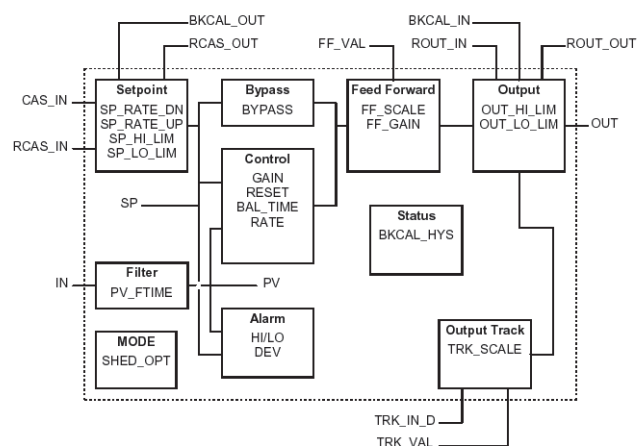 BKCAL_OUT
BKCAL_IN
RCAS_OUT
FF_VAL
ROUT_IN
ROUT_OUT
CAS_IN
RCAS_IN
Setpoint
SP_RATE_DN
SP_RATE_UP
SP_HI_LIM
SP_LO_LIM
Bypass
BYPASS
Feed Forward
FF_SCALE
FF_GAIN
Output
OUT_HI_LIM
OUT_LO_LIM
OUT
Control
GAIN
RESET
BAL_TIME
RATE
SP
Status
BKCAL_HYS
IN
Filter
PV_FTIME
PV
Alarm
HI/LO
DEV
MODE
SHED_OPT
Output Track
TRK_SCALE
TRK_IN_D
TRK_VAL